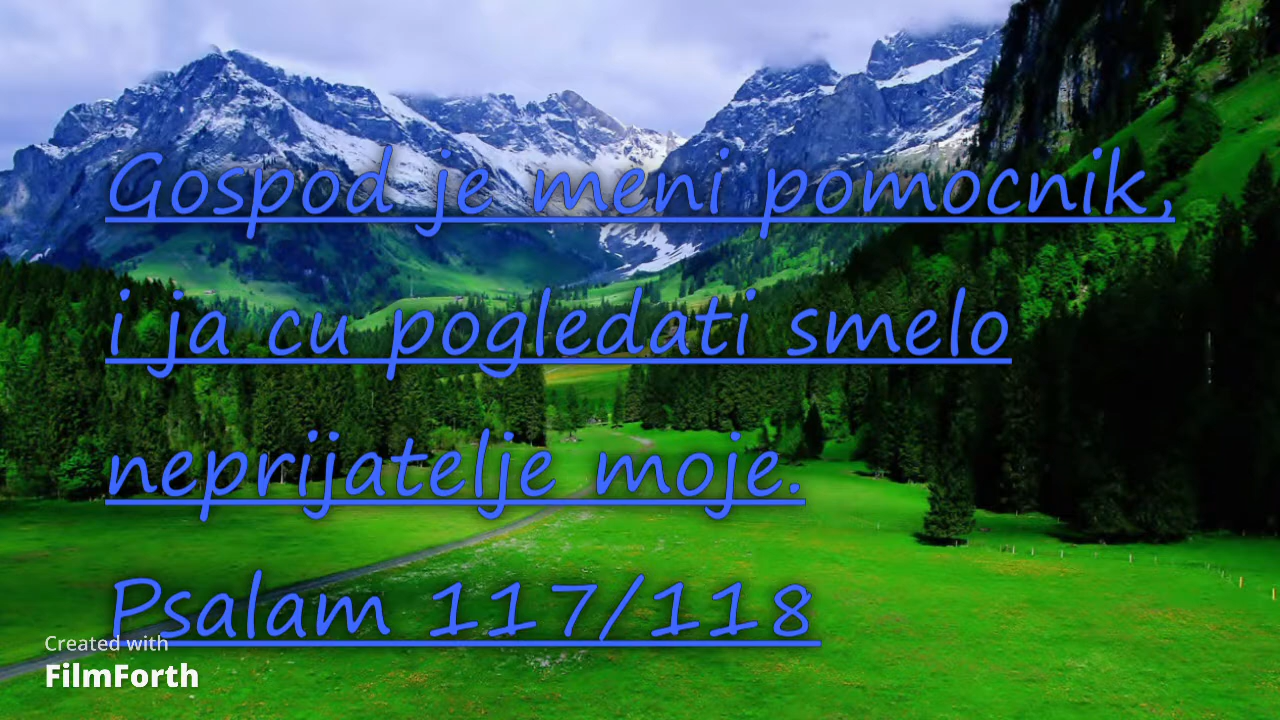 Gospod je meni pomocnik,
i ja cu pogledati smelo
neprijatelje moje.
Psalam 117/118
Created with
FilmForth